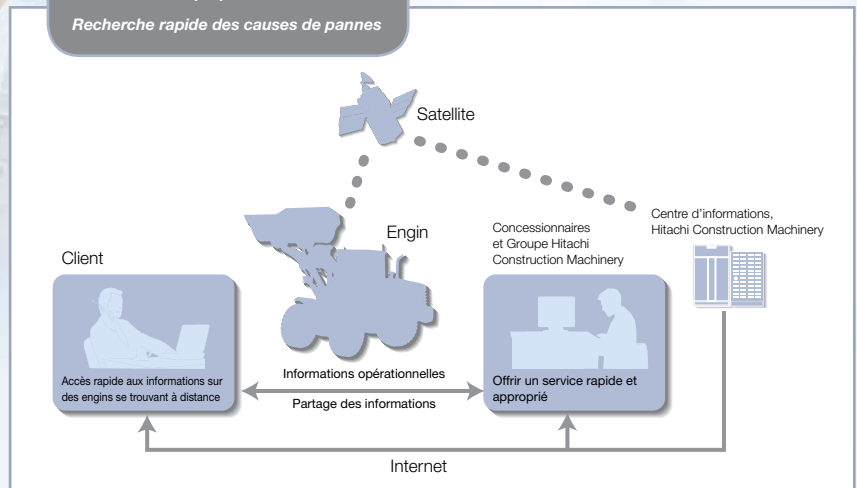 Recherche rapide des causes de pannes
Satellite
Engin
Centre d'informations,
Hitachi Construction Machinery
Concessionnaires
et Groupe Hitachi
Construction Machinery
Client
Accès rapide aux informations sur
des engins se trouvant à distance
Informations opérationnelles
Partage des informations
Offrir un service rapide et
approprié
Internet